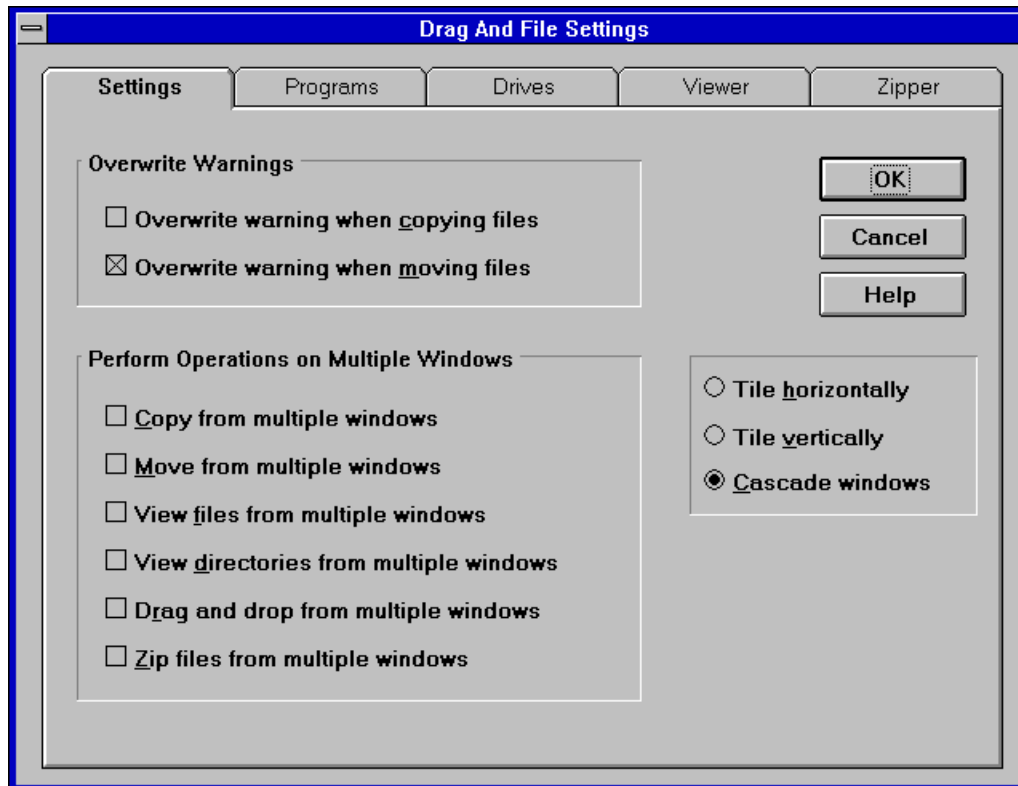 Drag And File Settings
Settings Programs Drives Viewer Zipper
Overwrite Warnings
Overwrite warning when copying files
Overwrite warning when moving files
OK
Cancel
Help
Perform Operations on Multiple Windows
Copy from multiple windows
Move from multiple windows
View files from multiple windows
View directories from multiple windows
Drag and drop from multiple windows
Zip files from multiple windows
Tile horizontally
Tile vertically
Cascade windows